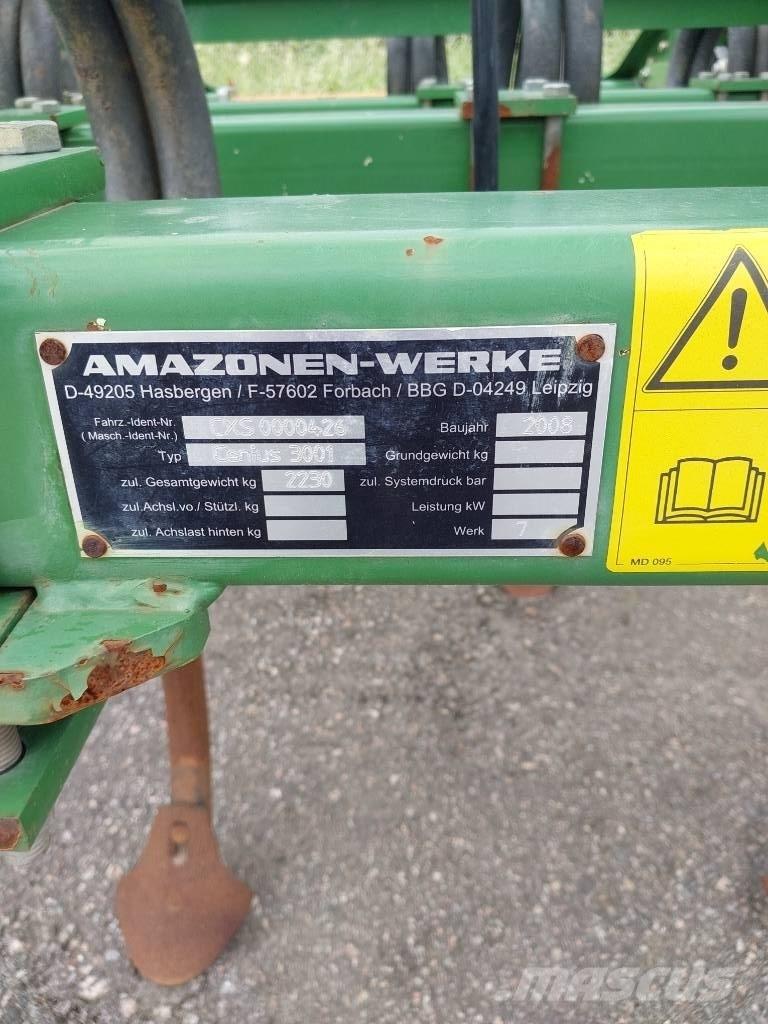 AMAZONEN-WERKE
D-49205 Hasbergen / F-57602 Forbach / BBG D-04249 Leipzig
Fahrz.-Ident-Nr. CXS 0000426 Baujahr 2008
(Masch.-Ident-Nr.)
Typ Cenius 3001 Grundgewicht kg
zul. Gesamtgewicht kg 2230 zul. Systemdruck bar
zul.Achsl.vo./ Stützl. kg Leistung kW
zul. Achslast hinten kg Werk 7
MD 095
mascus